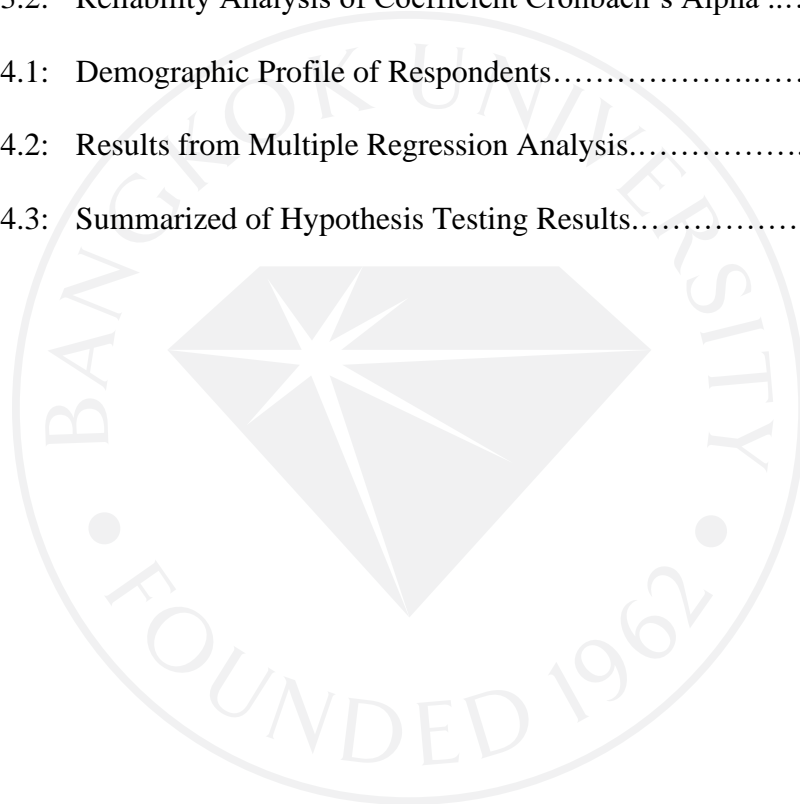 3.2: Reliability Analysis of Coefficient Cronbach's Alpha ....
4.1: Demographic Profile of Respondents……………….……
4.2: Results from Multiple Regression Analysis.…………….
4.3: Summarized of Hypothesis Testing Results.……………
BANGKOK UNIVERSITY
• FOUNDED 1962 •